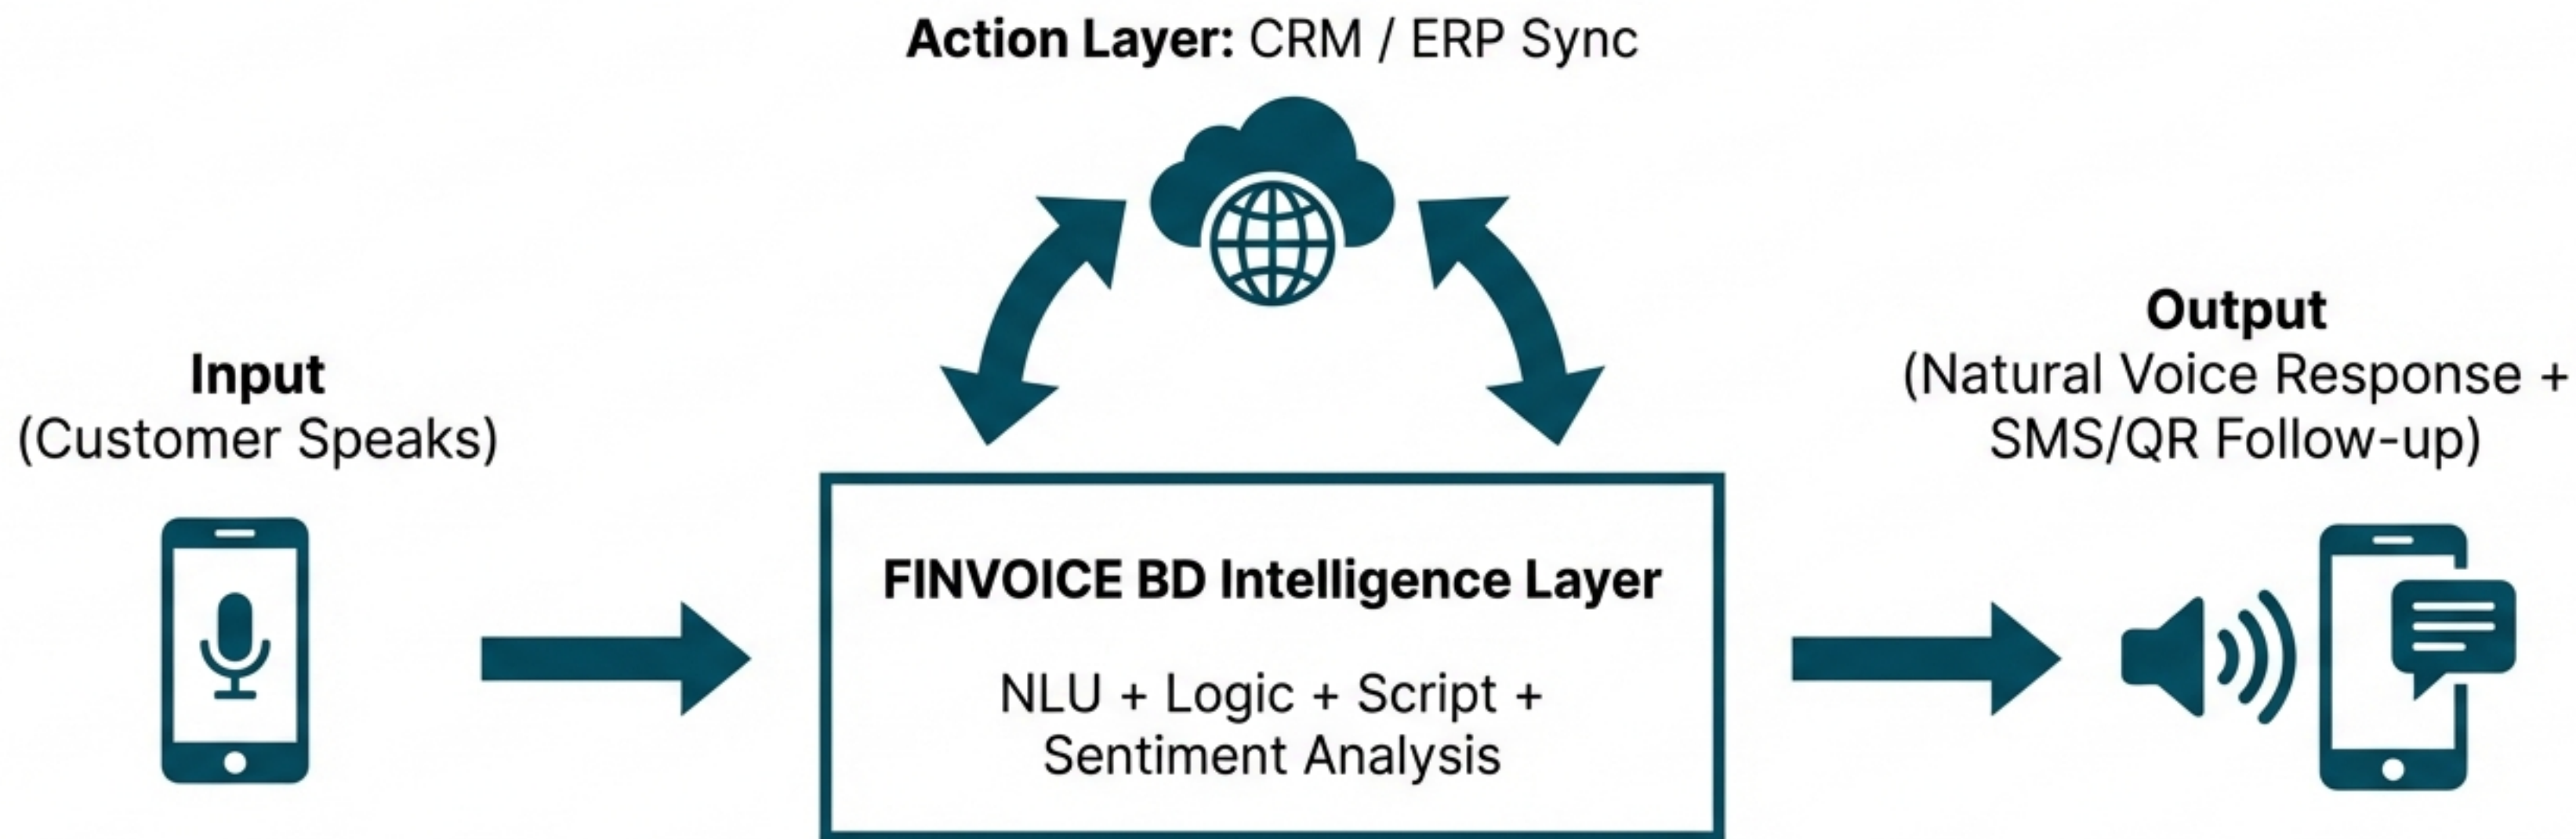 Action Layer: CRM / ERP Sync
Input
(Customer Speaks)
FINVOICE BD Intelligence Layer
NLU + Logic + Script +
Sentiment Analysis
Output
(Natural Voice Response +
SMS/QR Follow-up)